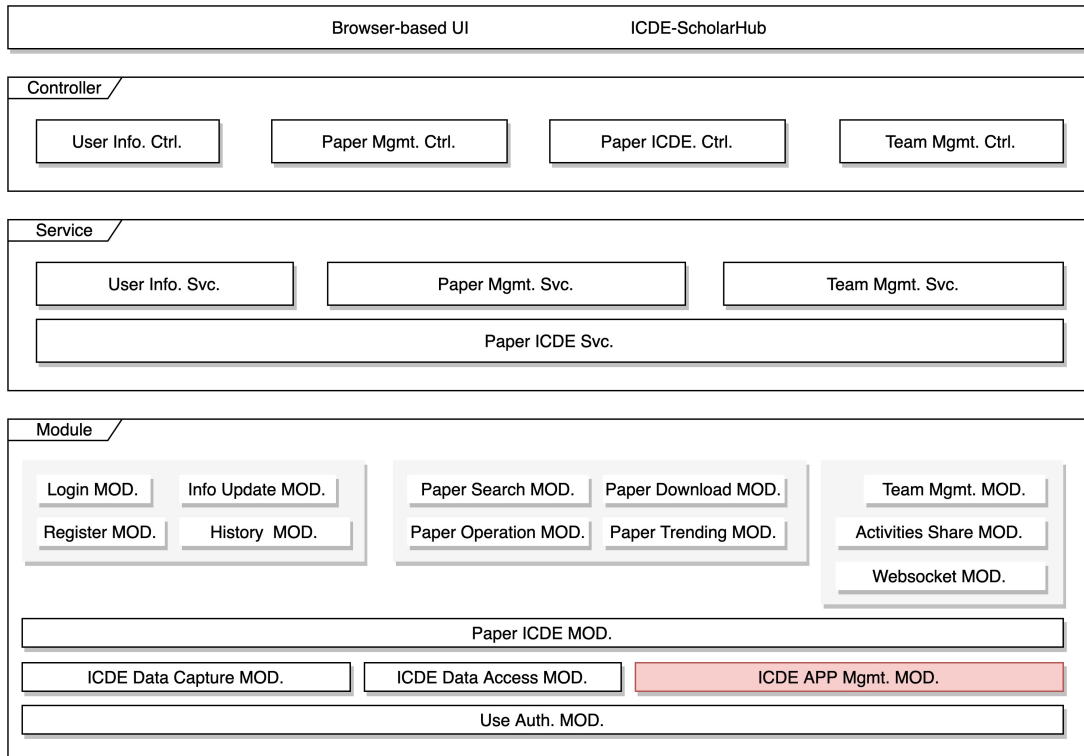 Browser-based UI ICDE-ScholarHub
Controller
User Info. Ctrl. Paper Mgmt. Ctrl. Paper ICDE. Ctrl. Team Mgmt. Ctrl.
Service
User Info. Svc. Paper Mgmt. Svc. Team Mgmt. Svc.
Paper ICDE Svc.
Module
Login MOD. Info Update MOD. Paper Search MOD. Paper Download MOD. Team Mgmt. MOD.
Register MOD. History MOD. Paper Operation MOD. Paper Trending MOD. Activities Share MOD.
Websocket MOD.
Paper ICDE MOD.
ICDE Data Capture MOD. ICDE Data Access MOD. ICDE APP Mgmt. MOD.
Use Auth. MOD.